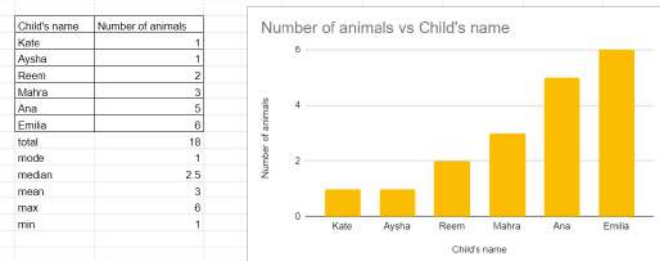 Child's name Number of animals
Kate 1
Aysha 1
Reem 2
Mahra 3
Ana 5
Emilia 6
total 18
mode 1
median 2.5
mean 3
max 6
min 1
Number of animals vs Child's name
Number of animals
6
4
2
0
Kate Aysha Reem Mahra Ana Emilia
Child's name